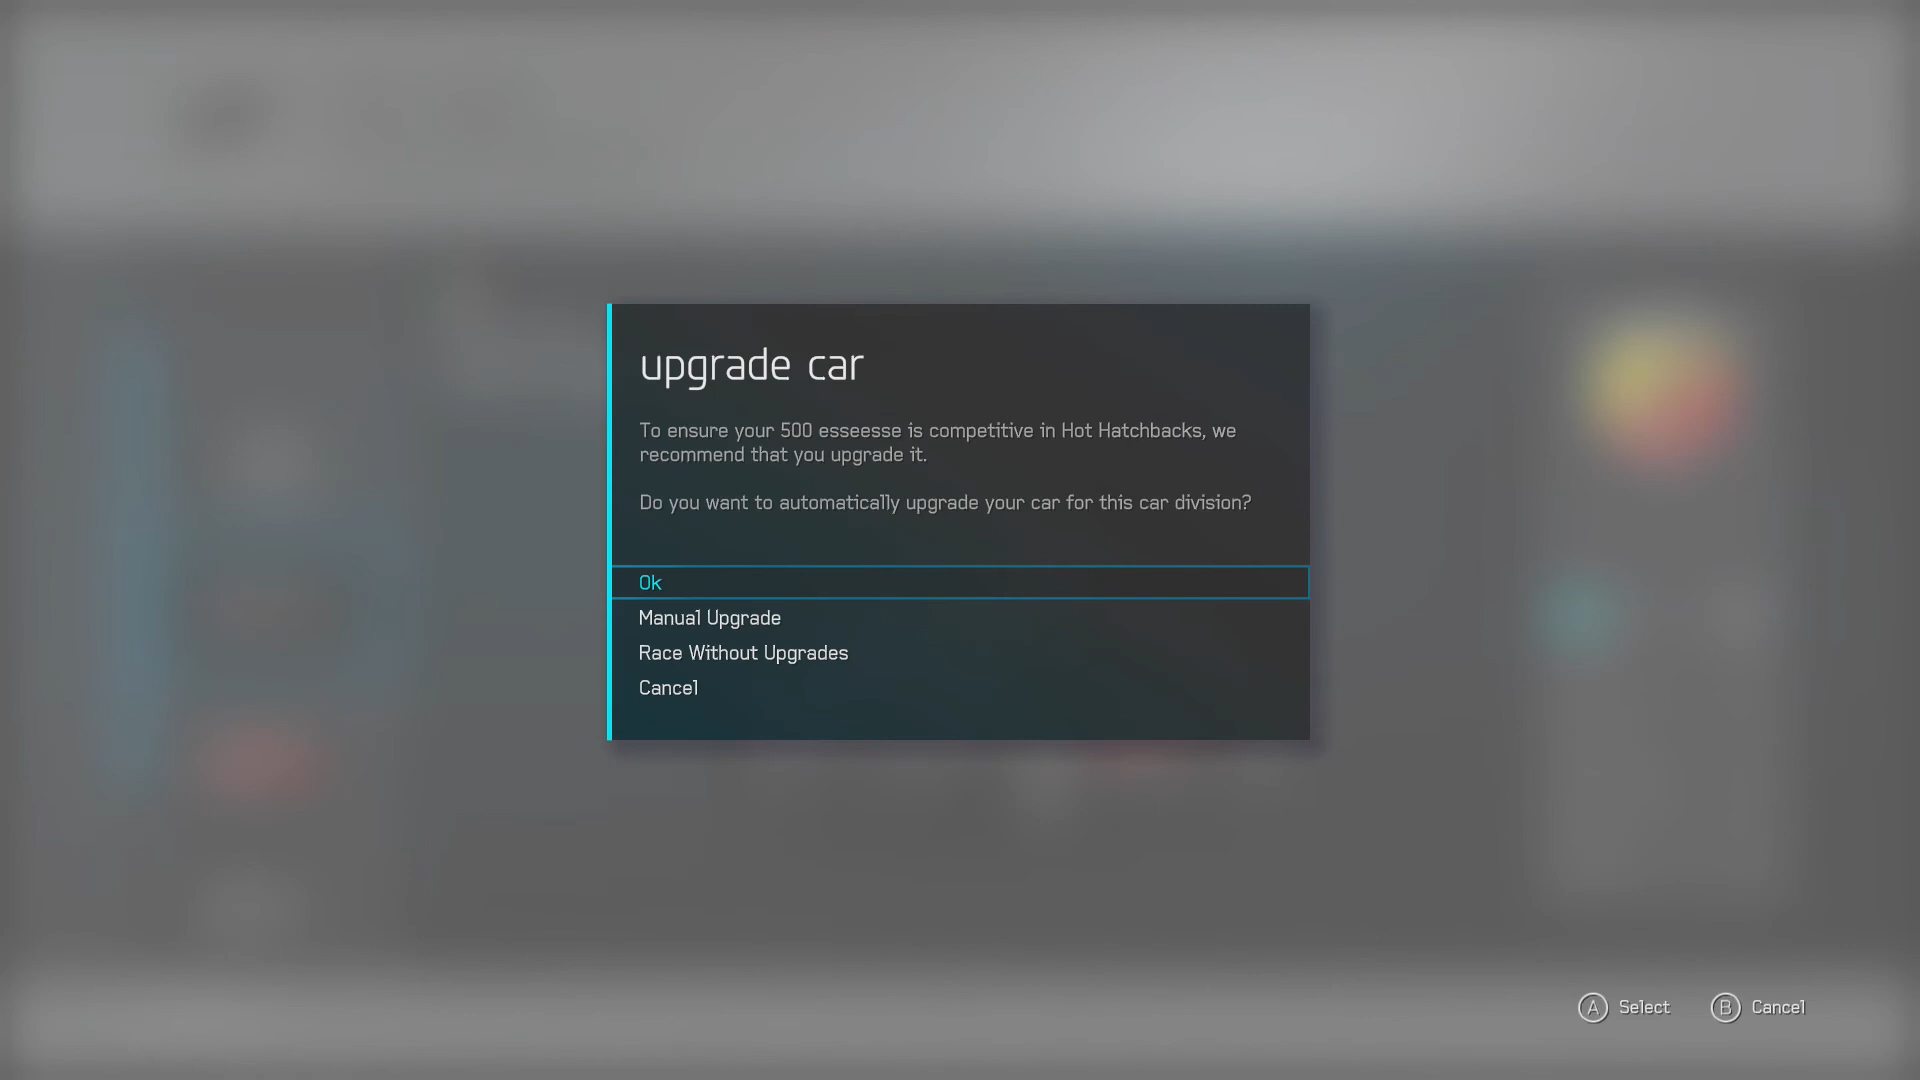 upgrade car
To ensure your 500 esseesse is competitive in Hot Hatchbacks, we
recommend that you upgrade it.
Do you want to automatically upgrade your car for this car division?
Ok
Manual Upgrade
Race Without Upgrades
Cancel
A Select B Cancel